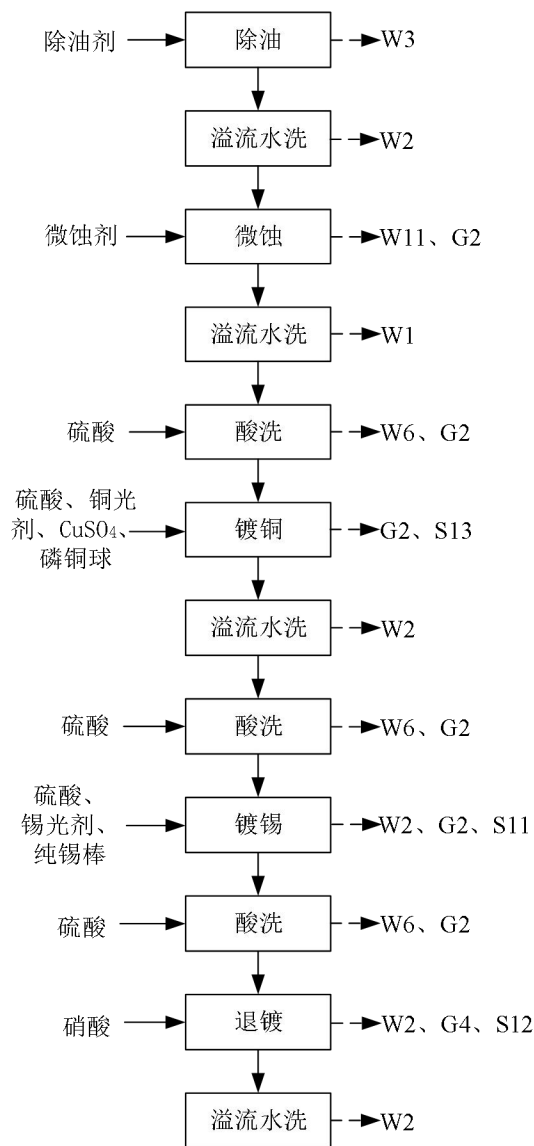 除油剂
除油
W3
溢流水洗
W2
微蚀剂
微蚀
W11、G2
溢流水洗
W1
硫酸
酸洗
W6、G2
硫酸、铜光
剂、CuSO₄、
磷铜球
镀铜
G2、S13
溢流水洗
W2
硫酸
酸洗
W6、G2
硫酸、
锡光剂、
纯锡棒
镀锡
W2、G2、S11
硫酸
酸洗
W6、G2
硝酸
退镀
W2、G4、S12
溢流水洗
W2